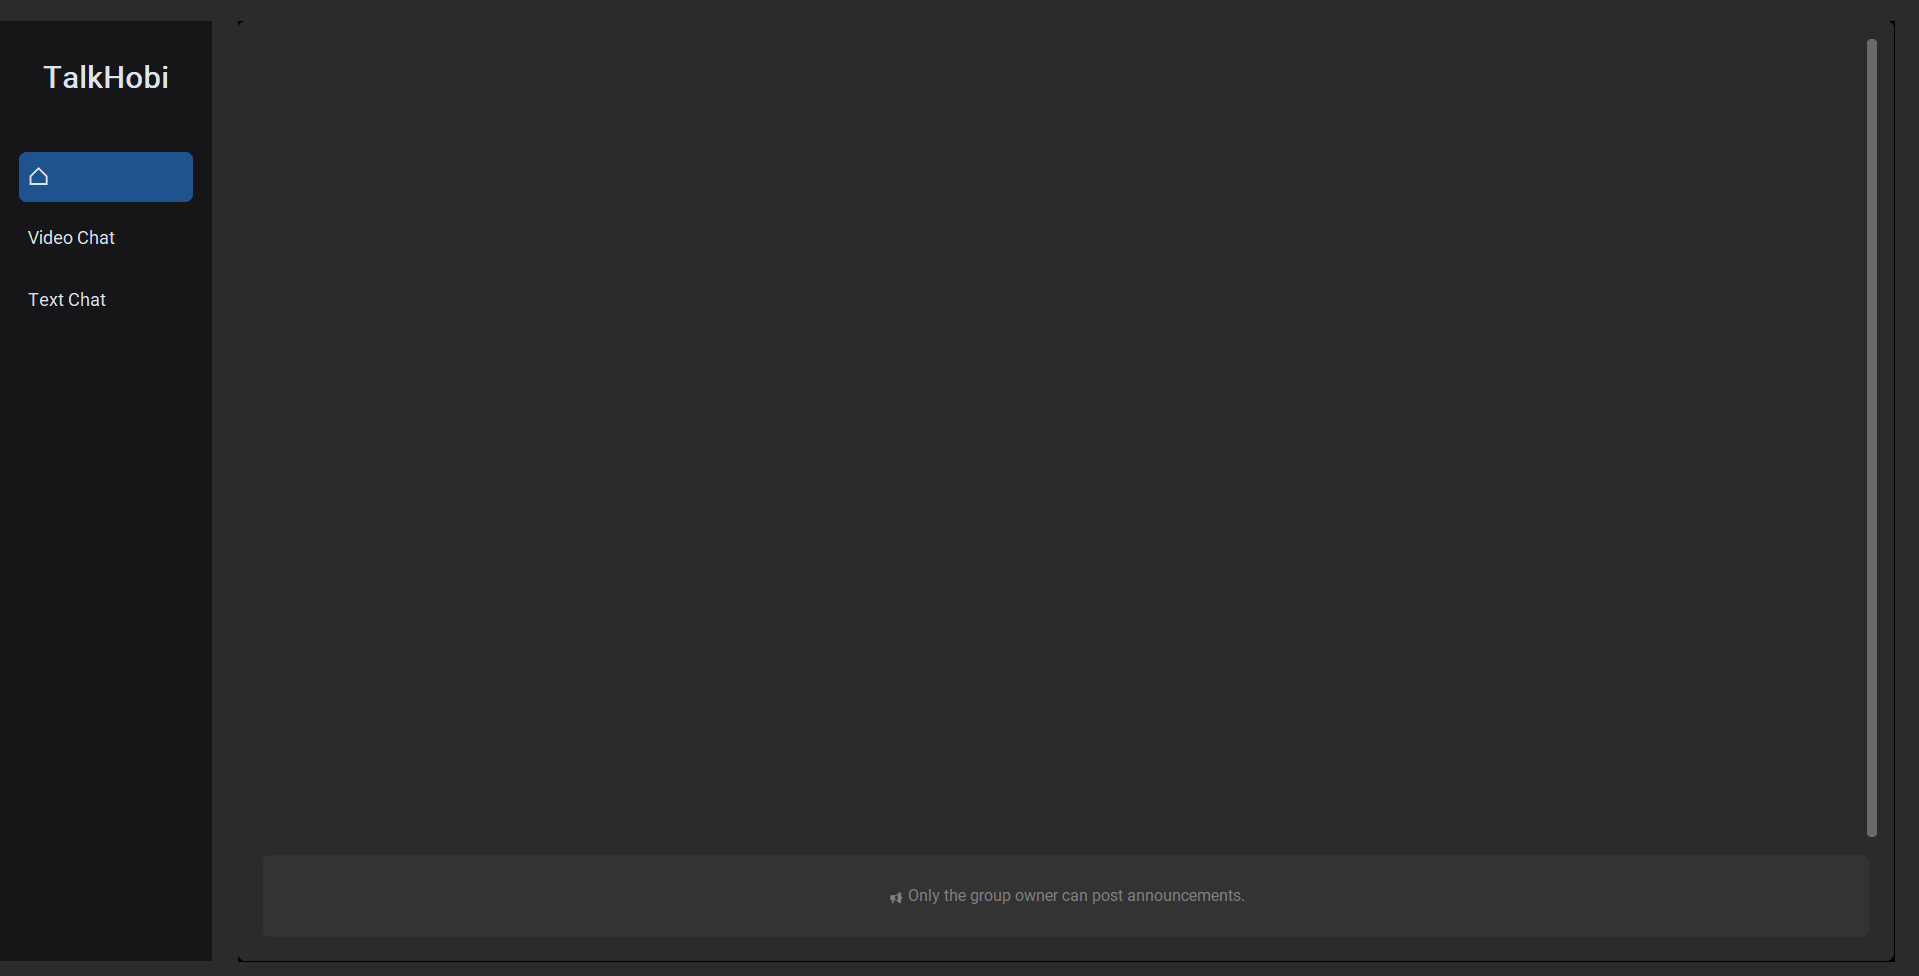 TalkHobi
Video Chat
Text Chat
Only the group owner can post announcements.